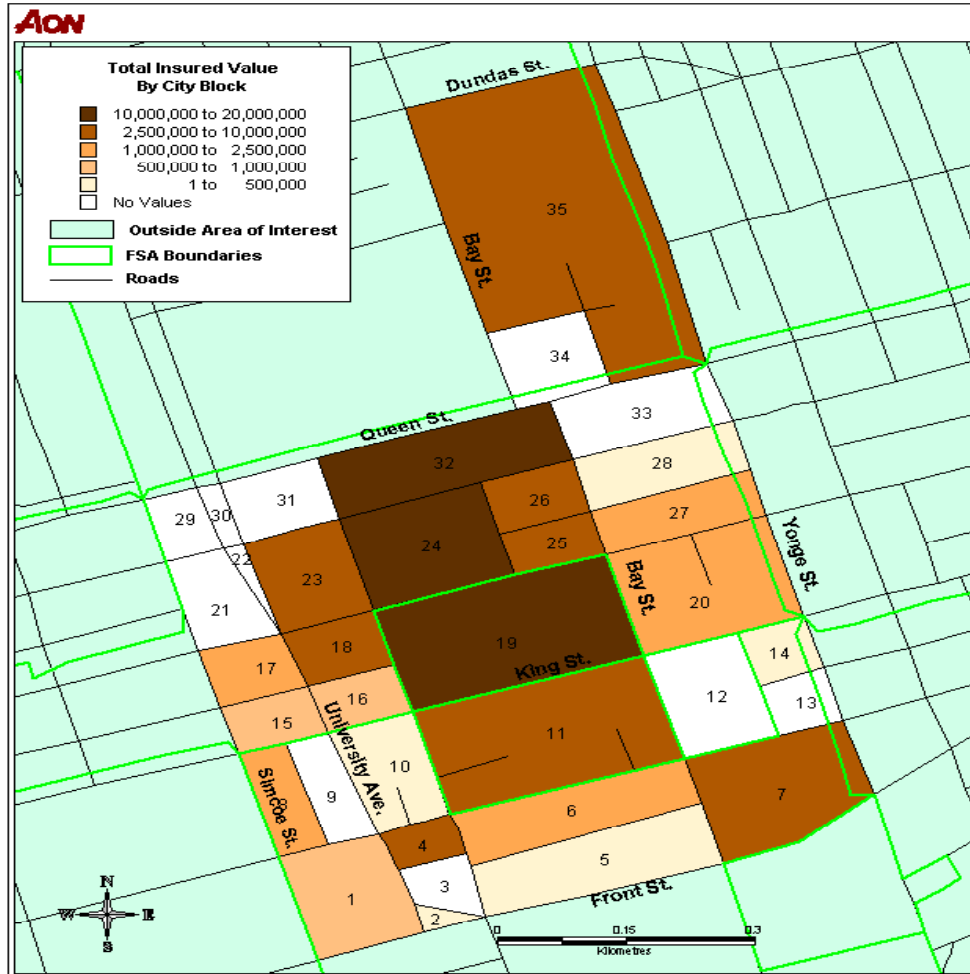 AON
Total Insured Value
By City Block
10,000,000 to 20,000,000
2,500,000 to 10,000,000
1,000,000 to 2,500,000
500,000 to 1,000,000
1 to 500,000
No Values
Outside Area of Interest
FSA Boundaries
Roads
Dundas St.
35
Bay St.
34
33
Queen St.
32
28
31
26
29
30
27
24
25
Yonge St.
22
23
Bay St.
20
21
19
18
14
17
King St.
12
16
13
15
11
University Ave.
10
7
Simcoe St.
8
9
6
4
5
3
Front St.
1
2
N
W
E
S
0
0.15
0.3
Kilometres